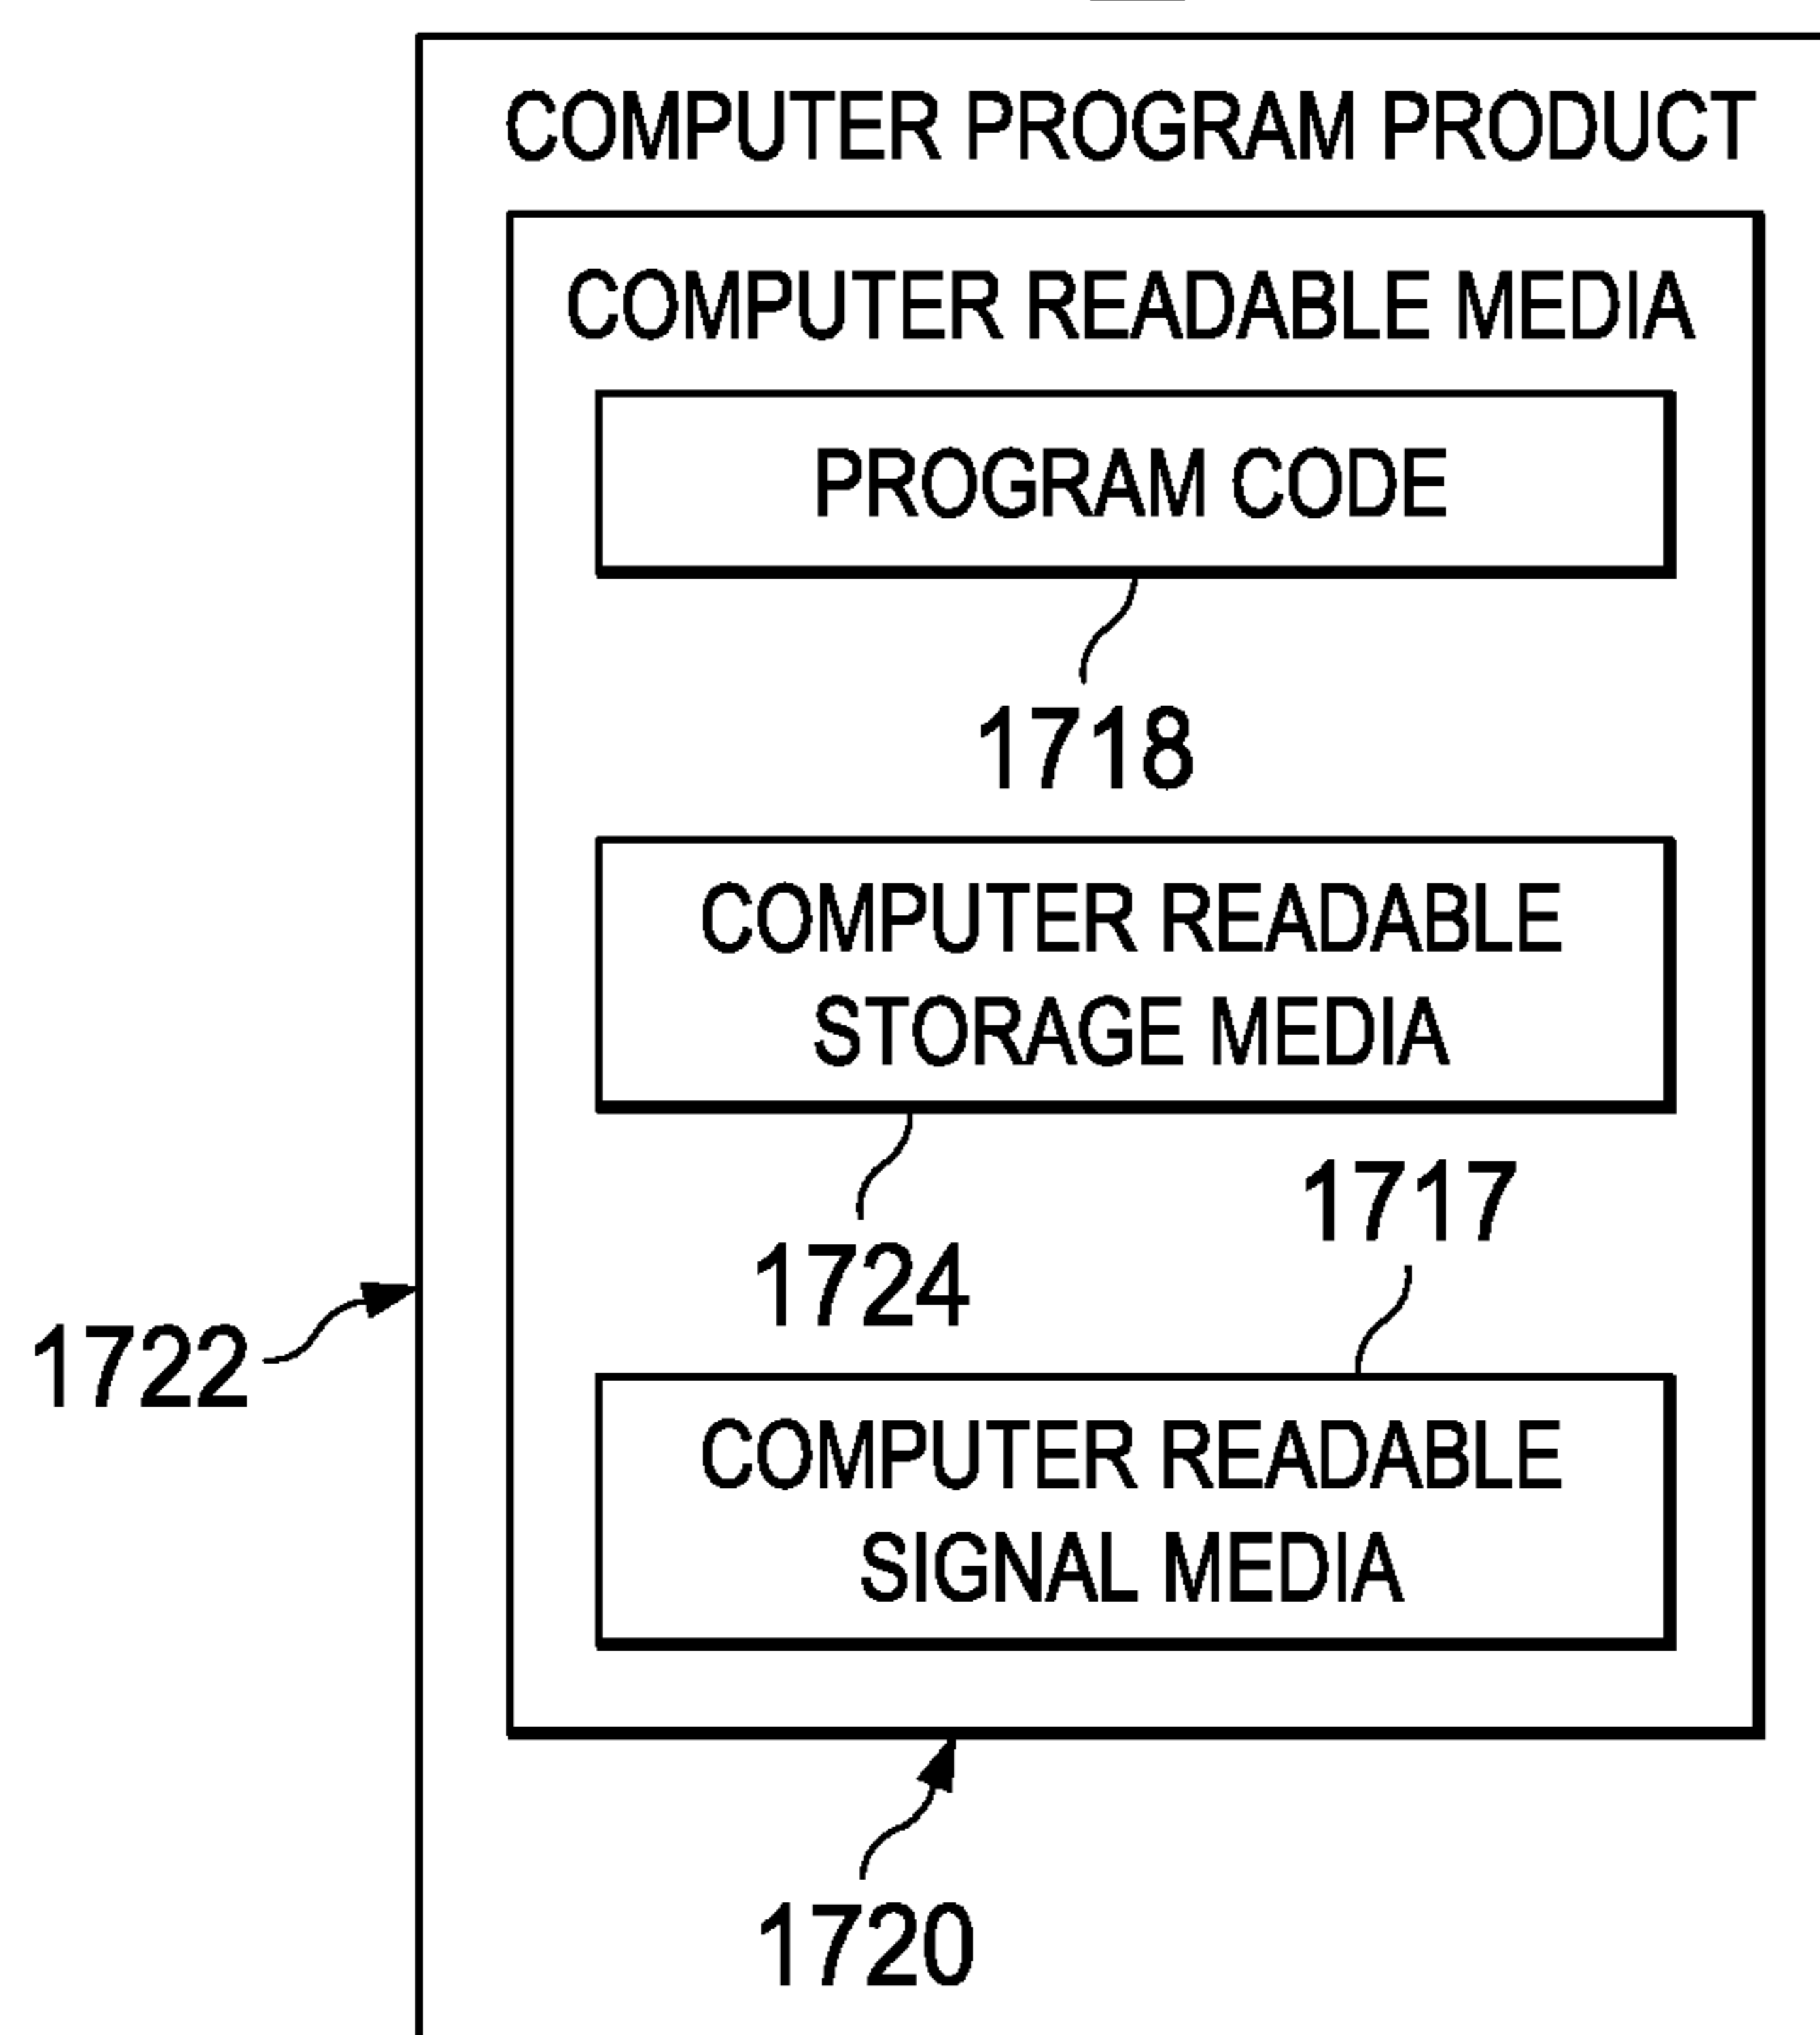 COMPUTER PROGRAM PRODUCT
COMPUTER READABLE MEDIA
PROGRAM CODE
1718
COMPUTER READABLE
STORAGE MEDIA
1717
1724
1722
COMPUTER READABLE
SIGNAL MEDIA
1720